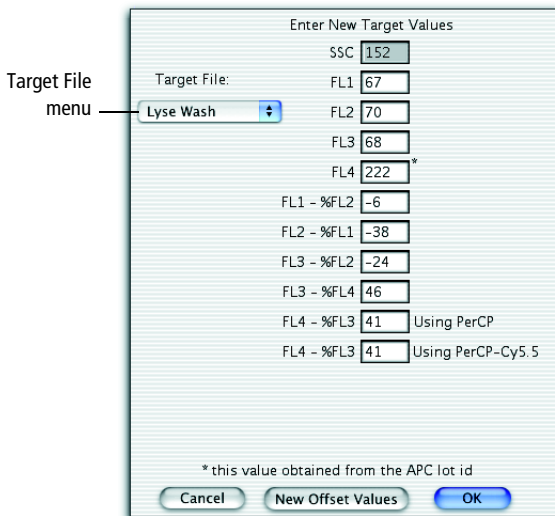 Enter New Target Values
SSC 152
Target File
menu
Target File:
Lyse Wash
FL1 67
FL2 70
FL3 68
FL4 222 *
FL1 - %FL2 -6
FL2 - %FL1 -38
FL3 - %FL2 -24
FL3 - %FL4 46
FL4 - %FL3 41 Using PerCP
FL4 - %FL3 41 Using PerCP-Cy5.5
* this value obtained from the APC lot id
Cancel New Offset Values OK